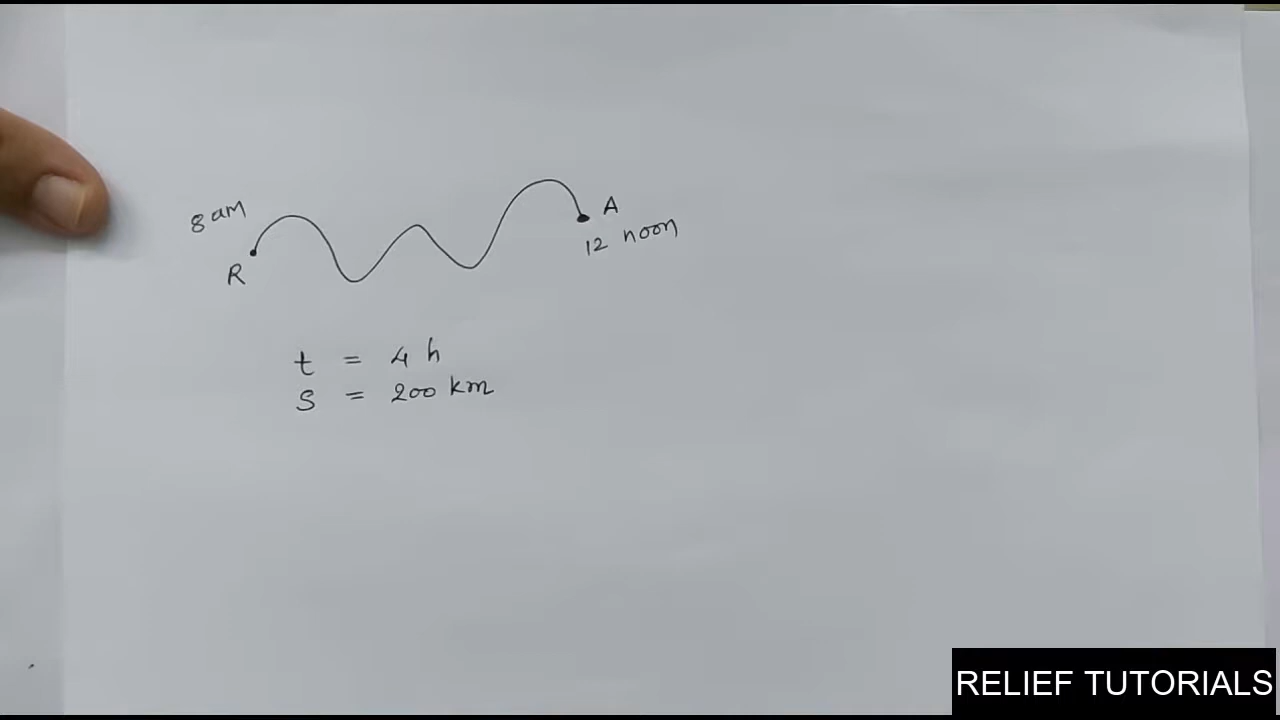 8 am
R
A
12 noon
t = 4 h
S = 200 km
RELIEF TUTORIALS